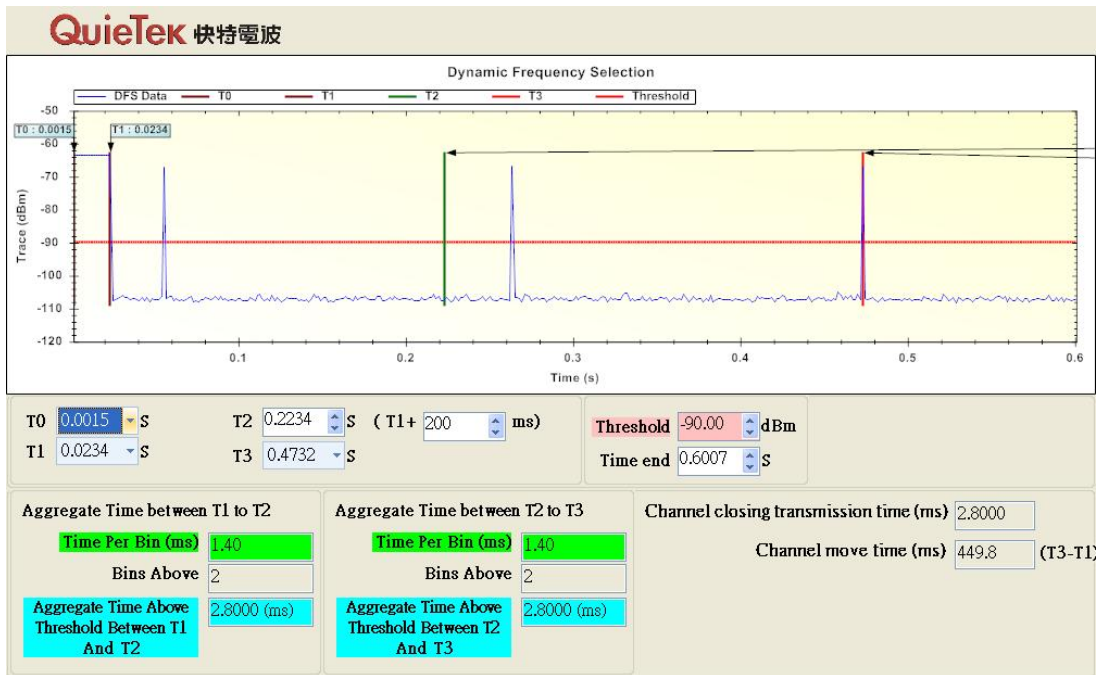 QuieTek 快特電波
Dynamic Frequency Selection
DFS Data T0 T1 T2 T3 Threshold
T0 : 0.0015
T1 : 0.0234
-50
-60
-70
-80
-90
-100
-110
-120
Trace (dBm)
0.1 0.2 0.3 0.4 0.5 0.6
Time (s)
T0 0.0015 S T2 0.2234 S ( T1+ 200 ms)
T1 0.0234 S T3 0.4732 S
Threshold -90.00 dBm
Time end 0.6007 S
Aggregate Time between T1 to T2
Time Per Bin (ms) 1.40
Bins Above 2
Aggregate Time Above 2.8000 (ms)
Threshold Between T1
And T2
Aggregate Time between T2 to T3
Time Per Bin (ms) 1.40
Bins Above 2
Aggregate Time Above 2.8000 (ms)
Threshold Between T2
And T3
Channel closing transmission time (ms) 2.8000
Channel move time (ms) 449.8 (T3-T1)